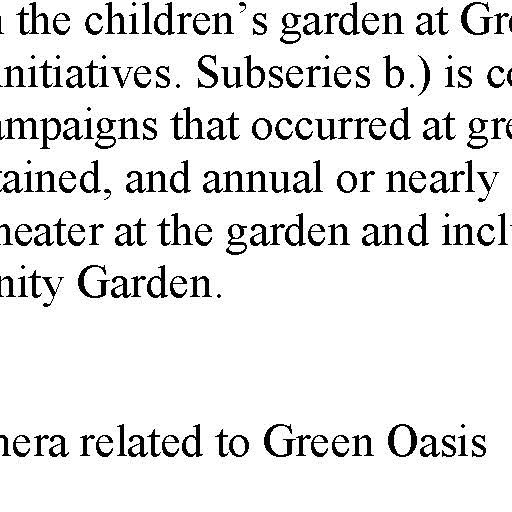 the children’s garden at Gre
initiatives. Subseries b.) is co
ampaigns that occurred at gre
tained, and annual or nearly
heater at the garden and inclu
nity Garden.
mera related to Green Oasis